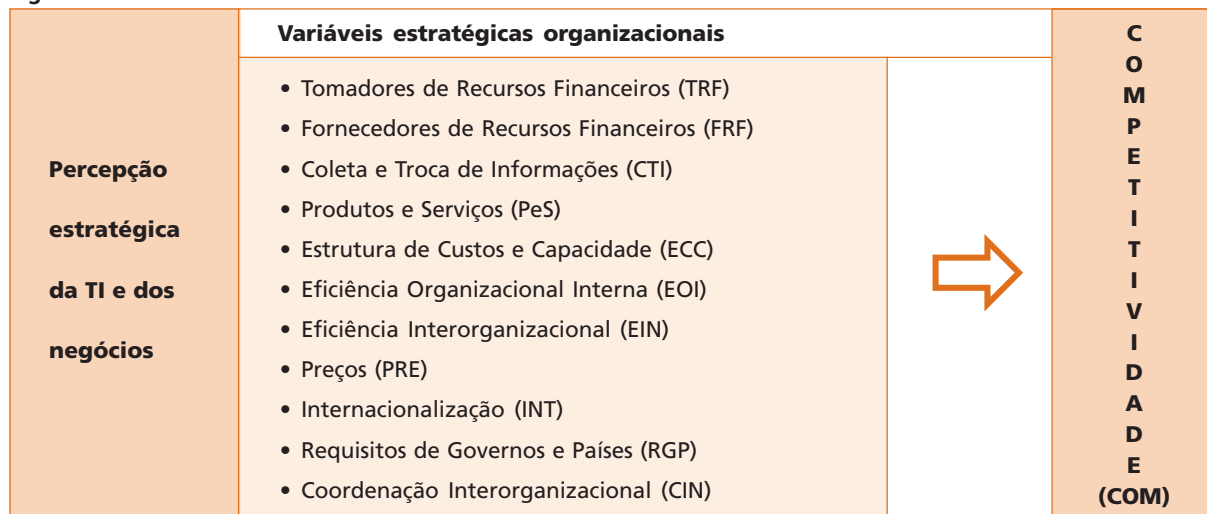 Variáveis estratégicas organizacionais
Percepção
estratégica
da TI e dos
negócios
• Tomadores de Recursos Financeiros (TRF)
• Fornecedores de Recursos Financeiros (FRF)
• Coleta e Troca de Informações (CTI)
• Produtos e Serviços (PeS)
• Estrutura de Custos e Capacidade (ECC)
• Eficiência Organizacional Interna (EOI)
• Eficiência Interorganizacional (EIN)
• Preços (PRE)
• Internacionalização (INT)
• Requisitos de Governos e Países (RGP)
• Coordenação Interorganizacional (CIN)
C
O
M
P
E
T
I
T
I
V
I
D
A
D
E
(COM)